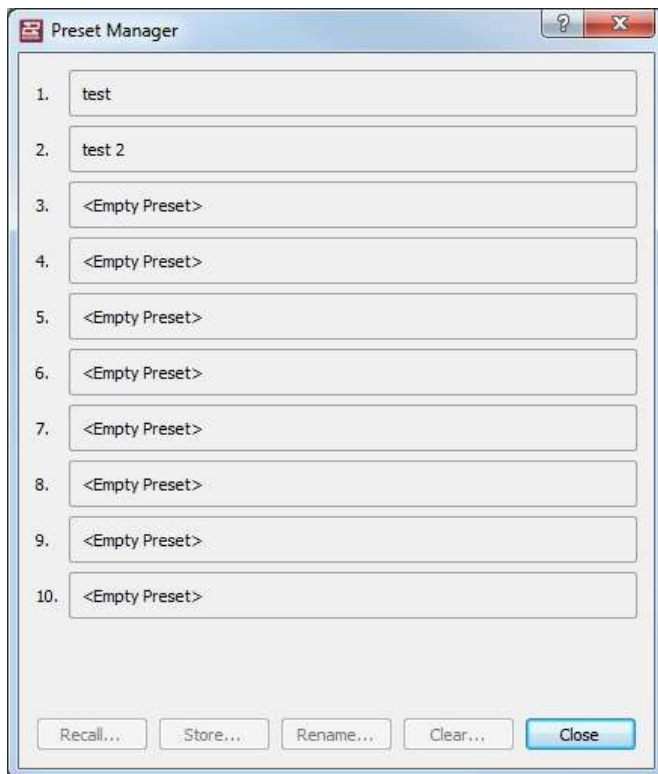 Preset Manager
1. test
2. test 2
3. <Empty Preset>
4. <Empty Preset>
5. <Empty Preset>
6. <Empty Preset>
7. <Empty Preset>
8. <Empty Preset>
9. <Empty Preset>
10. <Empty Preset>
Recall... Store... Rename... Clear... Close